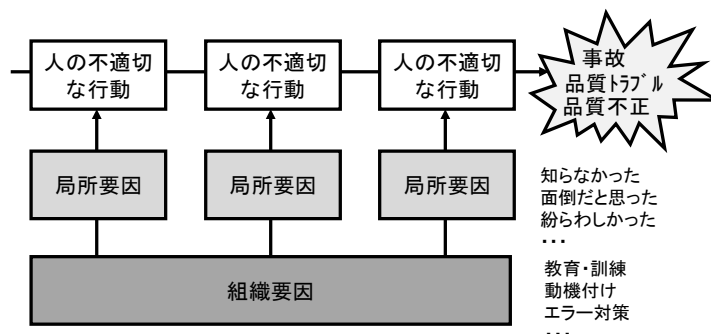 人の不適切
な行動
人の不適切
な行動
人の不適切
な行動
事故
品質ﾄﾗﾌﾞﾙ
品質不正
局所要因
局所要因
局所要因
知らなかった
面倒だと思った
紛らわしかった
・・・
組織要因
教育・訓練
動機付け
エラー対策
・・・